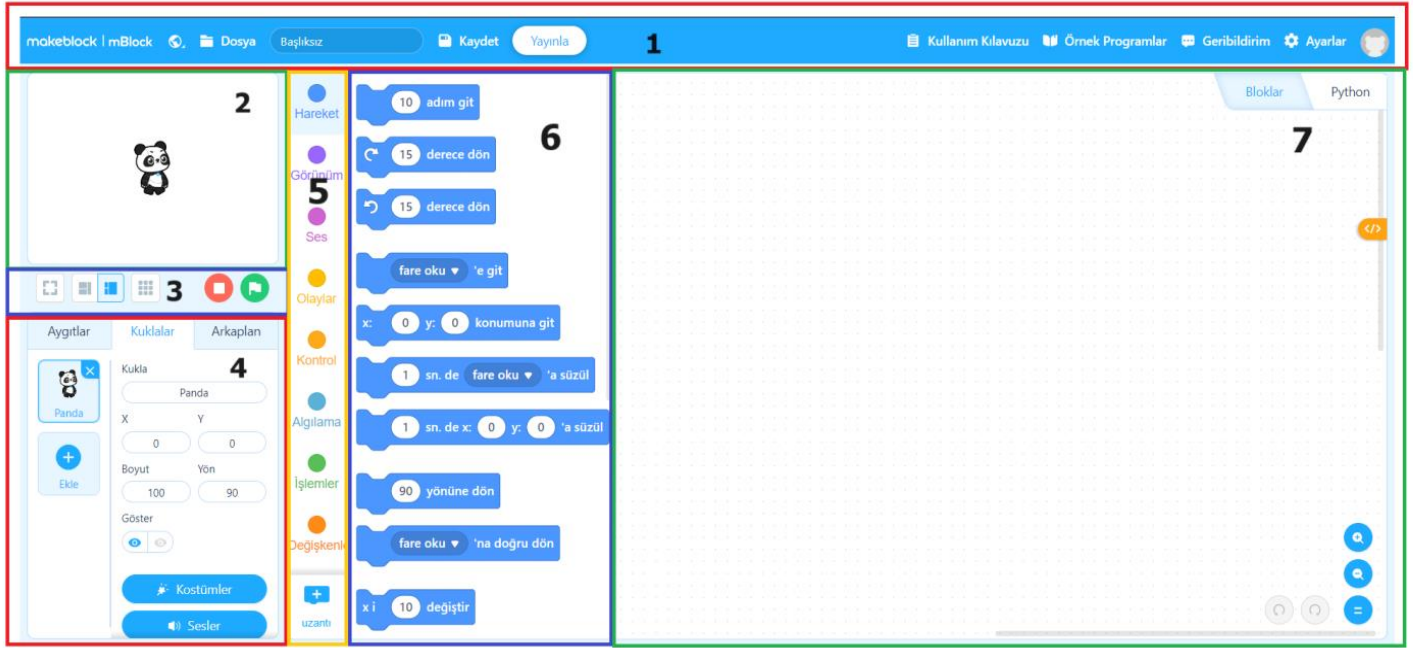 makeblock | mBlock Dosya Başlıksız Kaydet Yayınla 1 Kullanım Kılavuzu Örnek Programlar Geribildirim Ayarlar
2
3
Aygıtlar Kuklalar Arkaplan
4
Panda
Ekle
Kukla
Panda
X Y
0 0
Boyut Yön
100 90
Göster
Kostümler
Sesler
5
Hareket
Görünüm
Ses
Olaylar
Kontrol
Algılama
İşlemler
Değişkenl
uzantı
6
10 adım git
15 derece dön
15 derece dön
fare oku 'e git
x: 0 y: 0 konumuna git
1 sn. de fare oku 'a süzül
1 sn. de x: 0 y: 0 'a süzül
90 yönüne dön
fare oku 'na doğru dön
x i 10 değiştir
Bloklar Python
7
</>